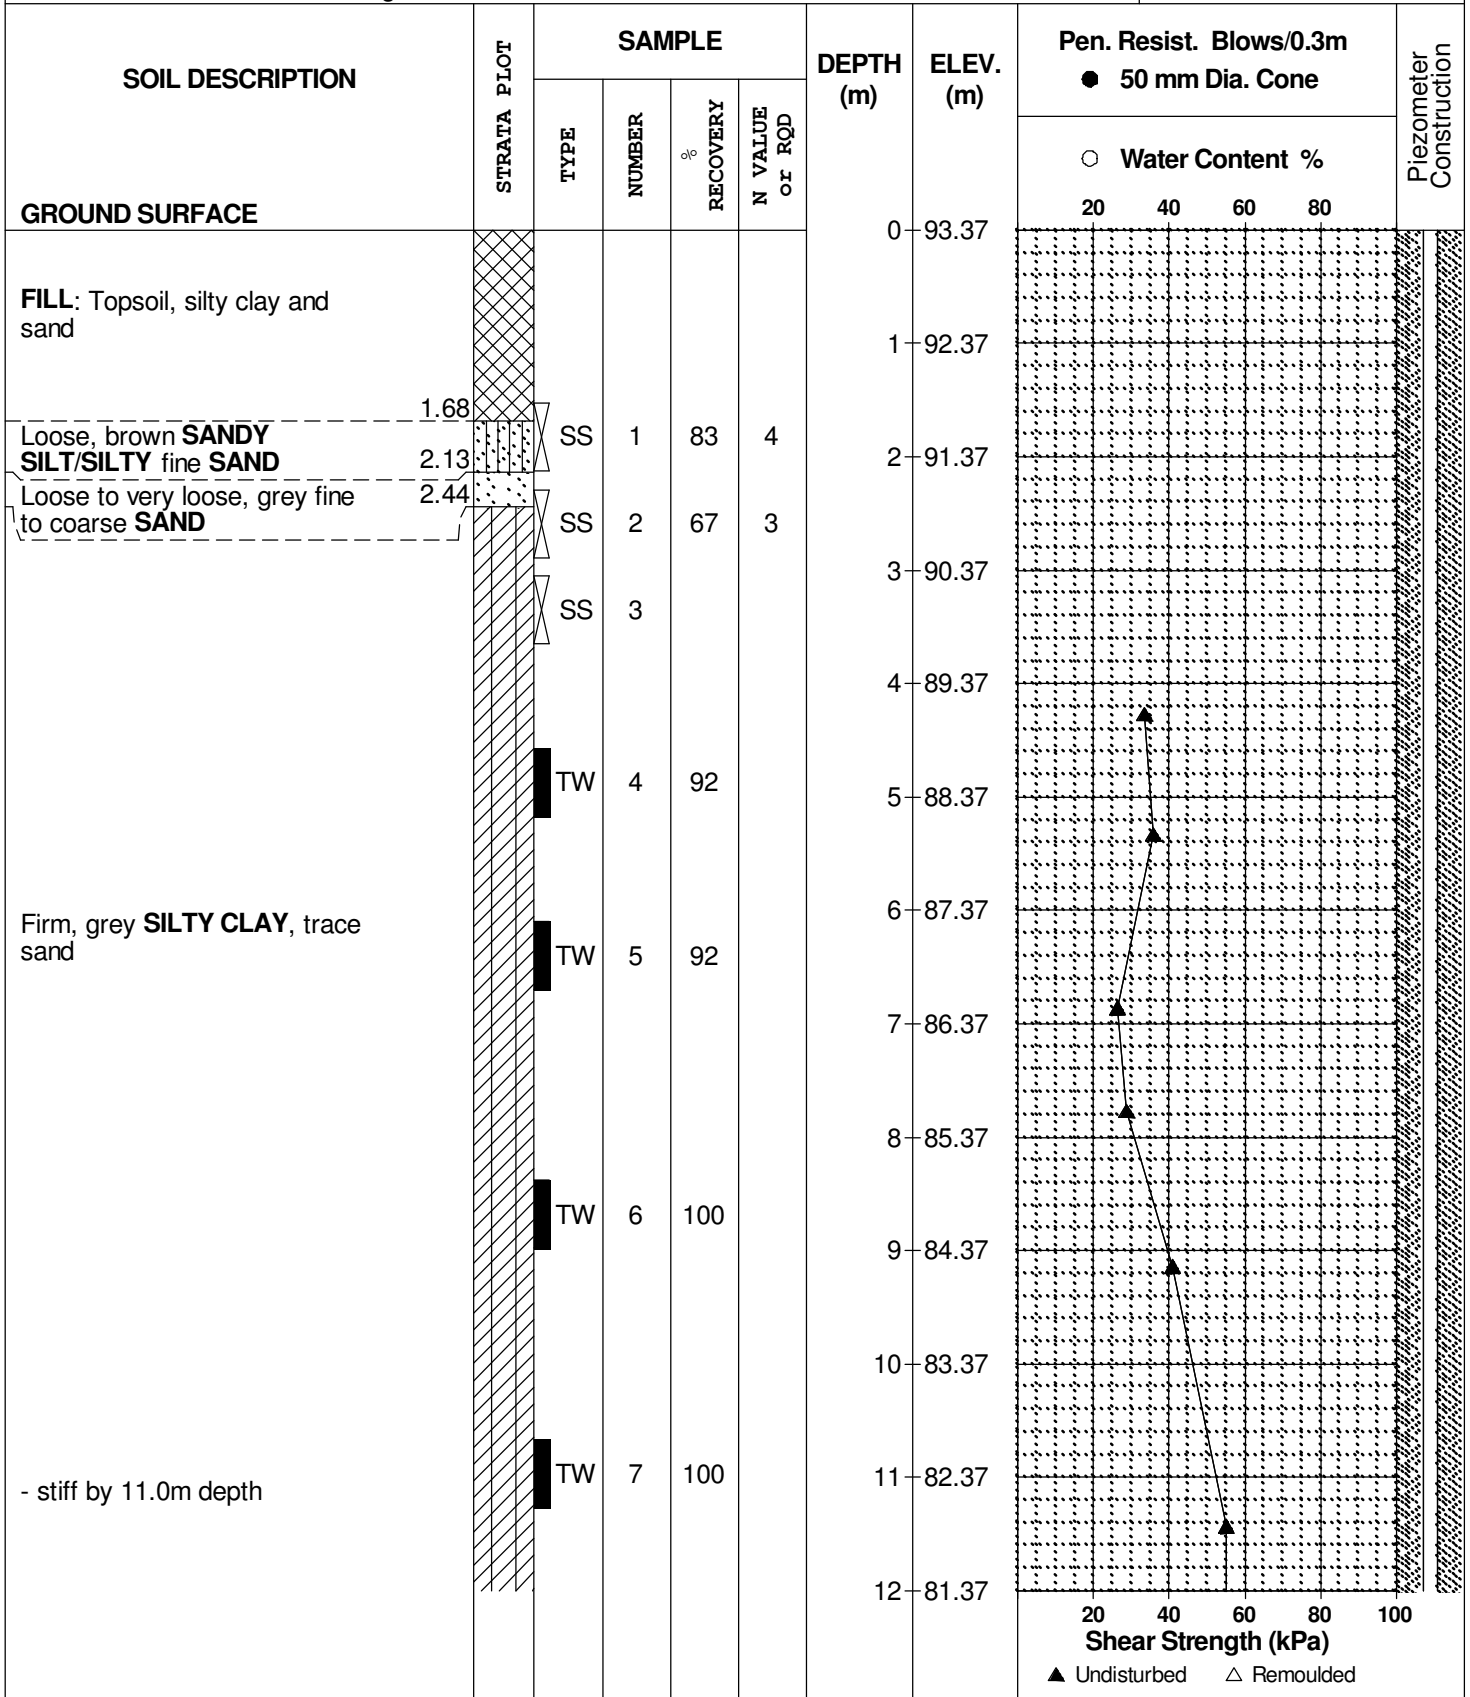 SOIL DESCRIPTION
GROUND SURFACE
STRATA PLOT
SAMPLE
TYPE
NUMBER
%
RECOVERY
N VALUE
or RQD
DEPTH
(m)
ELEV.
(m)
Pen. Resist. Blows/0.3m
● 50 mm Dia. Cone
○ Water Content %
20 40 60 80
Piezometer
Construction
0 93.37
FILL: Topsoil, silty clay and
sand
1 92.37
1.68
Loose, brown SANDY
SILT/SILTY fine SAND 2.13
SS 1 83 4
2 91.37
Loose to very loose, grey fine 2.44
to coarse SAND
SS 2 67 3
3 90.37
SS 3
4 89.37
TW 4 92
5 88.37
6 87.37
Firm, grey SILTY CLAY, trace
sand
TW 5 92
7 86.37
8 85.37
TW 6 100
9 84.37
10 83.37
TW 7 100
11 82.37
- stiff by 11.0m depth
12 81.37
20 40 60 80 100
Shear Strength (kPa)
▲ Undisturbed △ Remoulded